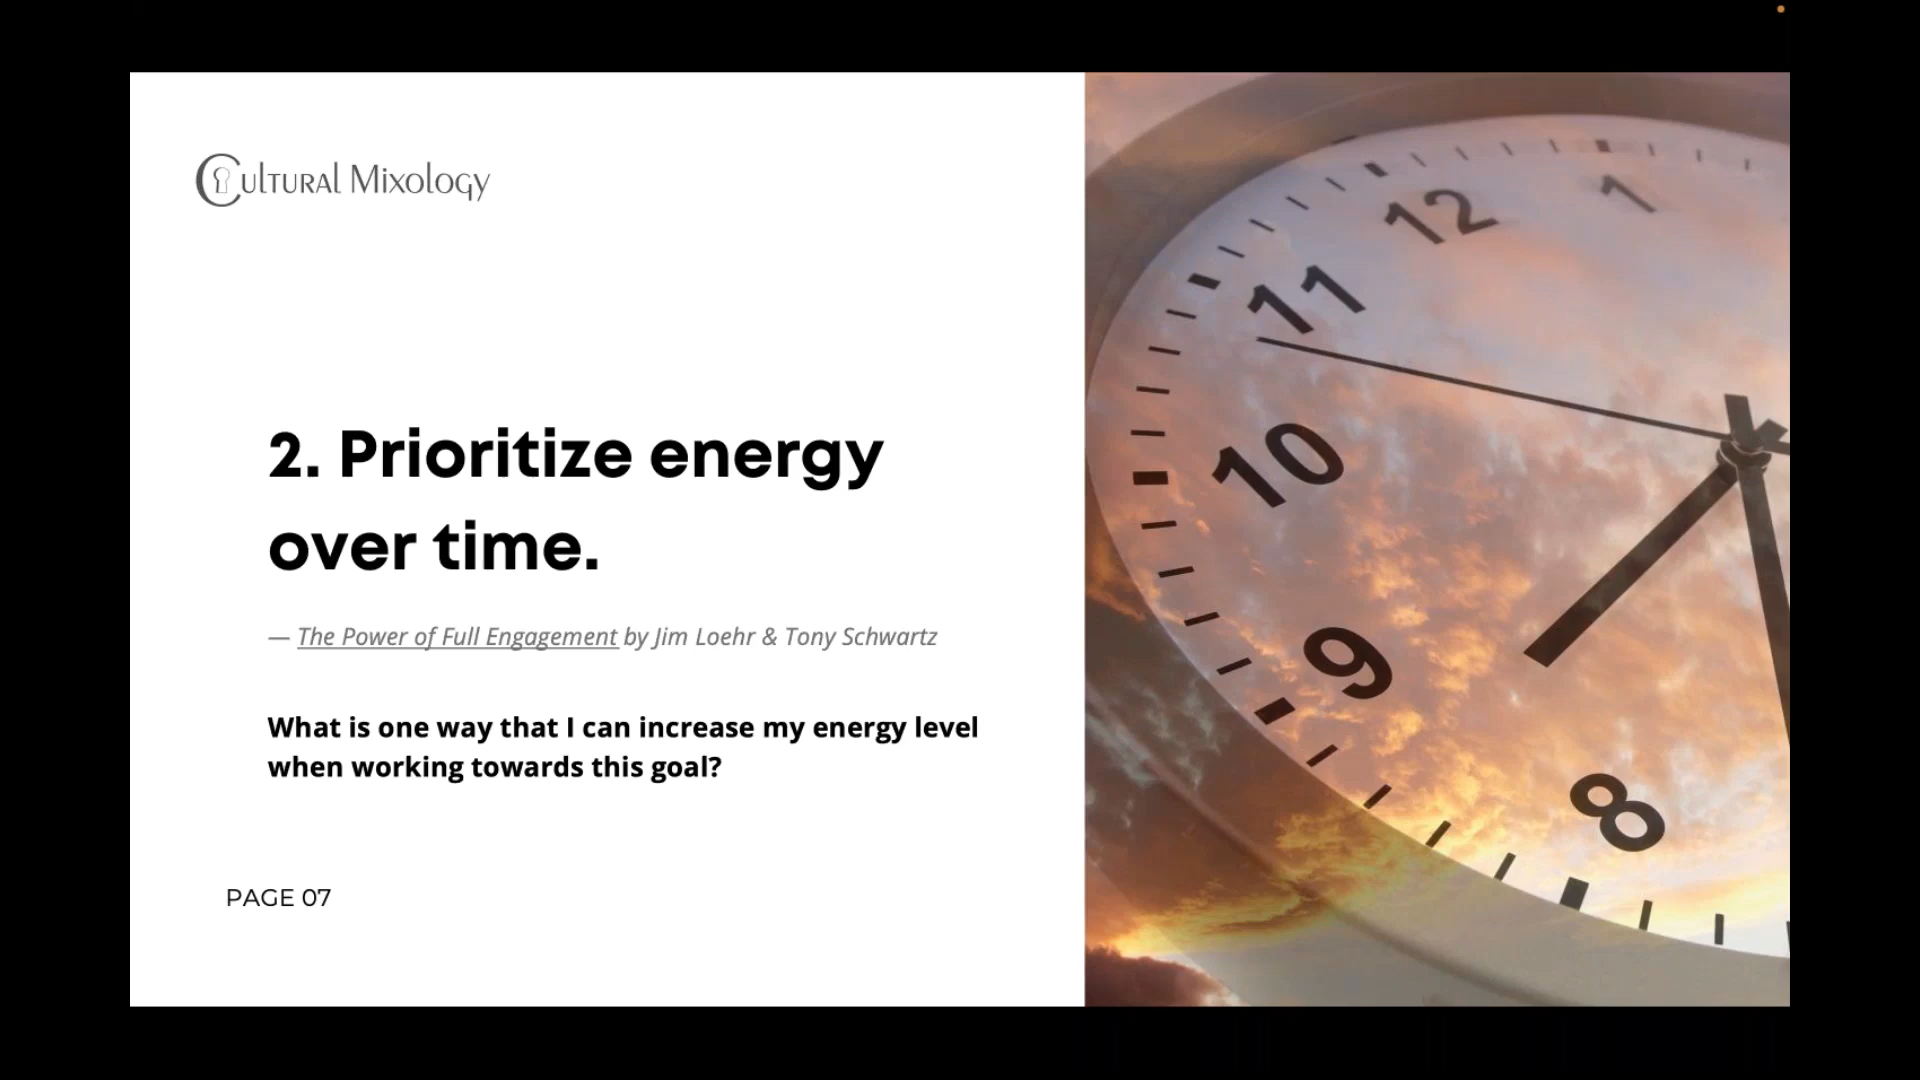 Cultural Mixology
2. Prioritize energy
over time.
— The Power of Full Engagement by Jim Loehr & Tony Schwartz
What is one way that I can increase my energy level
when working towards this goal?
PAGE 07
12
1
11
10
9
8